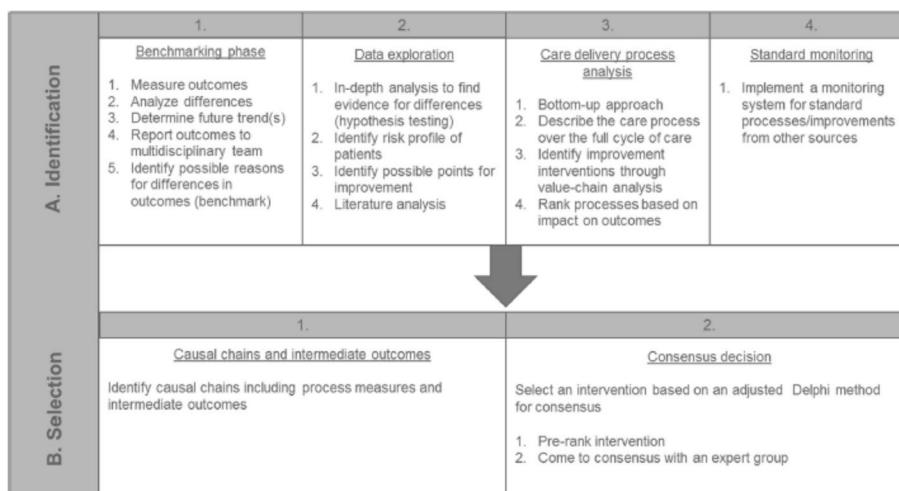 1.
2.
3.
4.
A. Identification
Benchmarking phase
1. Measure outcomes
2. Analyze differences
3. Determine future trend(s)
4. Report outcomes to
multidisciplinary team
5. Identify possible reasons
for differences in
outcomes (benchmark)
Data exploration
1. In-depth analysis to find
evidence for differences
(hypothesis testing)
2. Identify risk profile of
patients
3. Identify possible points for
improvement
4. Literature analysis
Care delivery process
analysis
1. Bottom-up approach
2. Describe the care process
over the full cycle of care
3. Identify improvement
interventions through
value-chain analysis
4. Rank processes based on
impact on outcomes
Standard monitoring
1. Implement a monitoring
system for standard
processes/improvements
from other sources
B. Selection
1.
2.
Causal chains and intermediate outcomes
Identify causal chains including process measures and
intermediate outcomes
Consensus decision
Select an intervention based on an adjusted Delphi method
for consensus
1. Pre-rank intervention
2. Come to consensus with an expert group